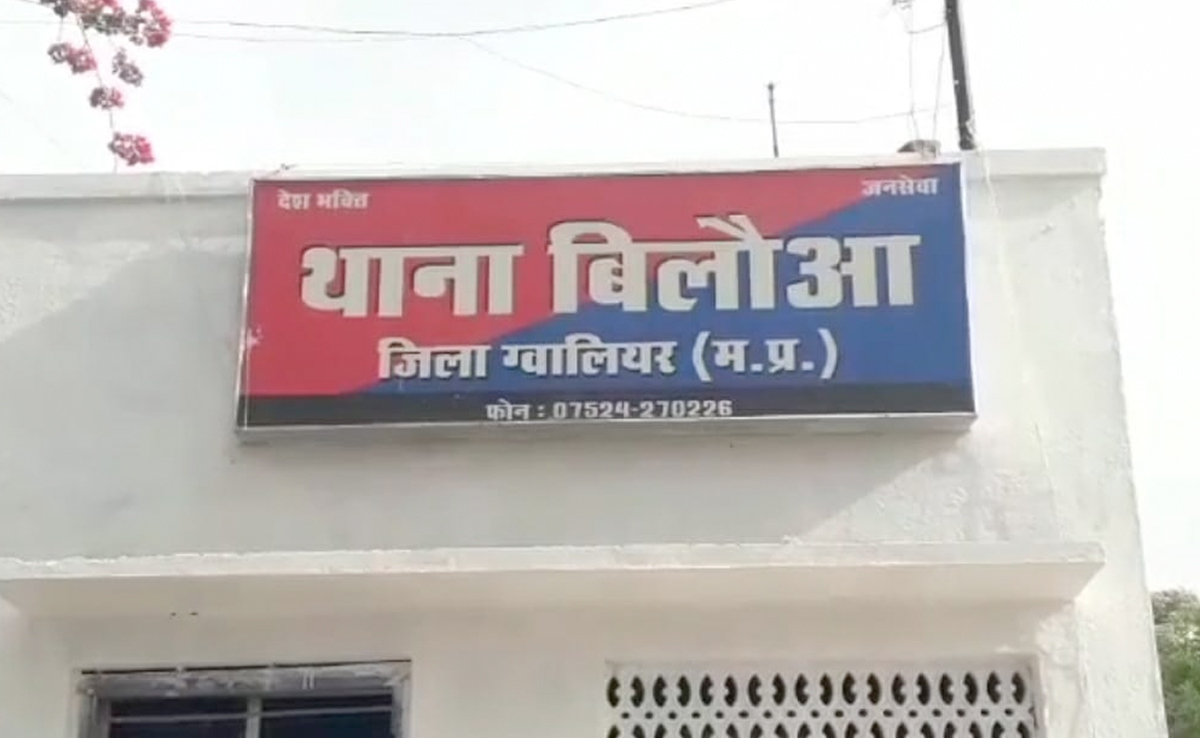 देश भक्ति जनसेवा
थाना बिलौआ
जिला ग्वालियर (म.प्र.)
फोन : 07524-270226